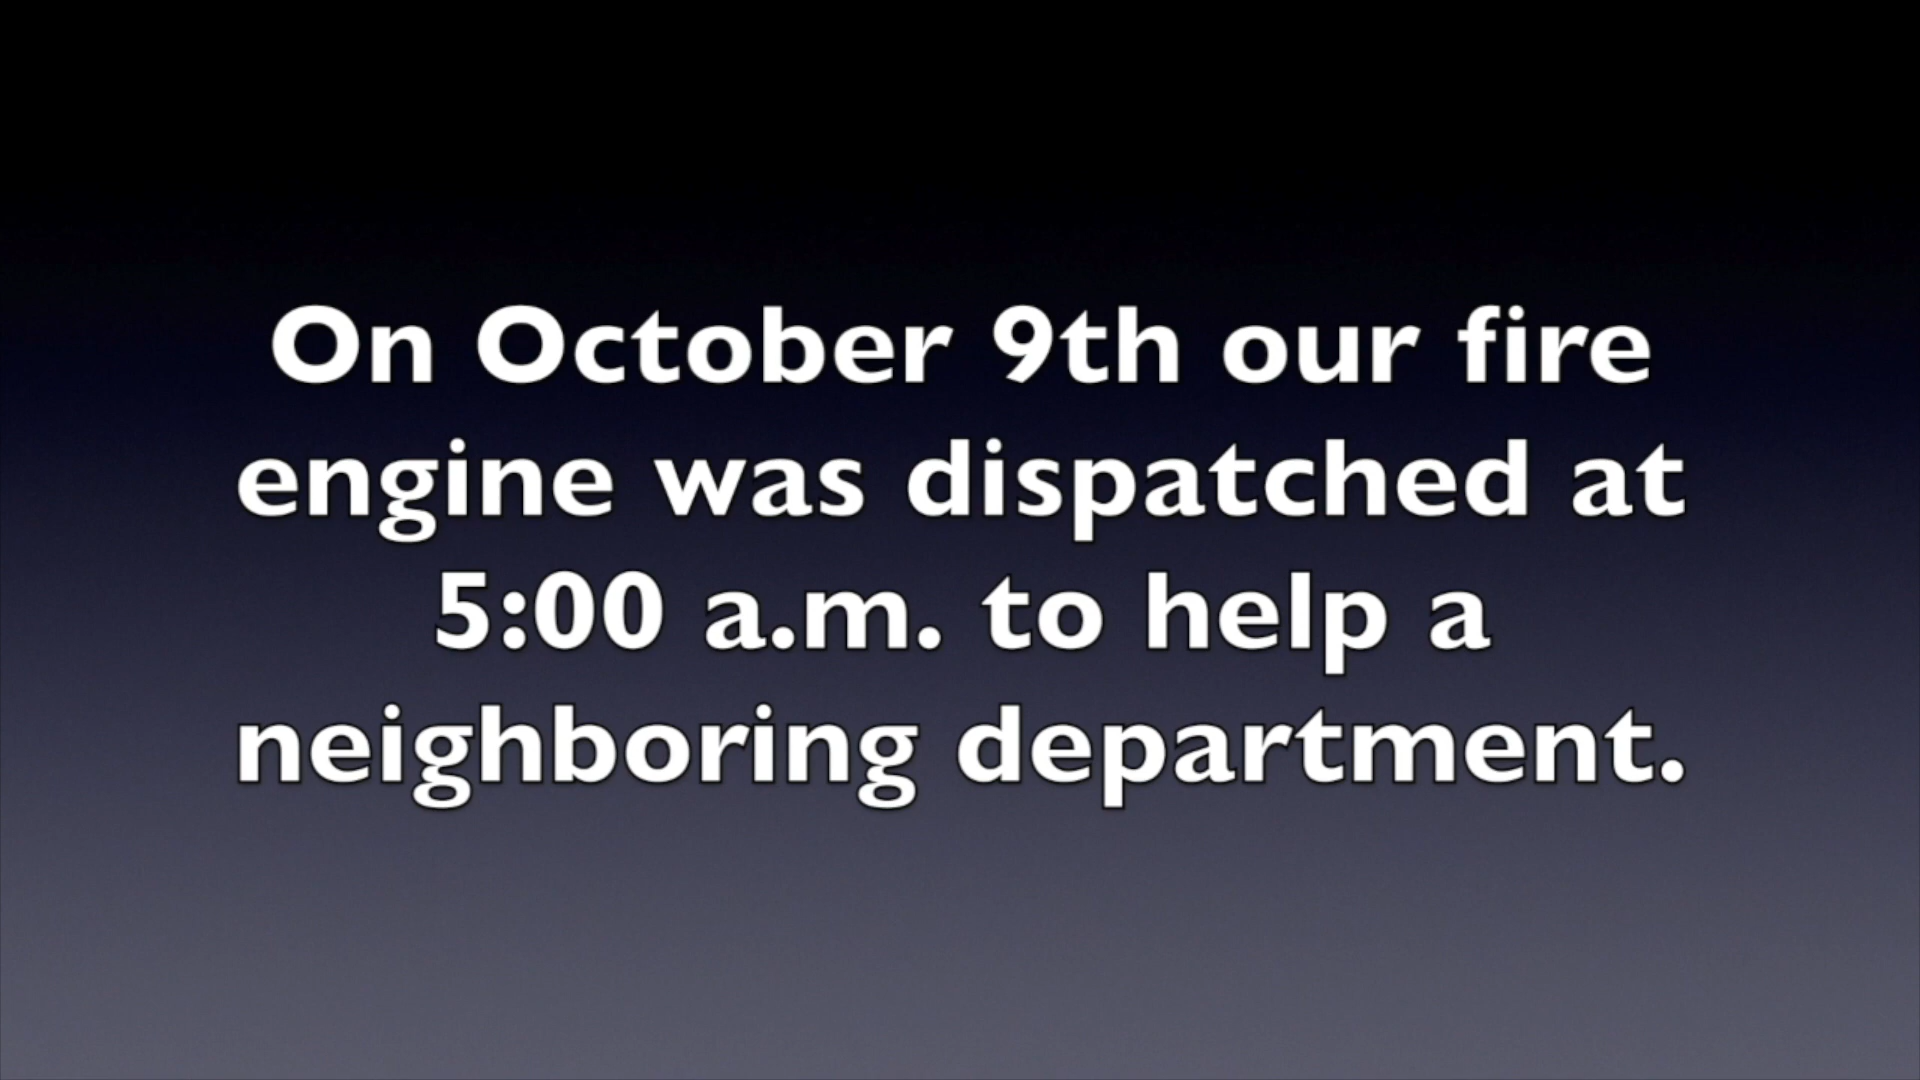 On October 9th our fire
engine was dispatched at
5:00 a.m. to help a
neighboring department.